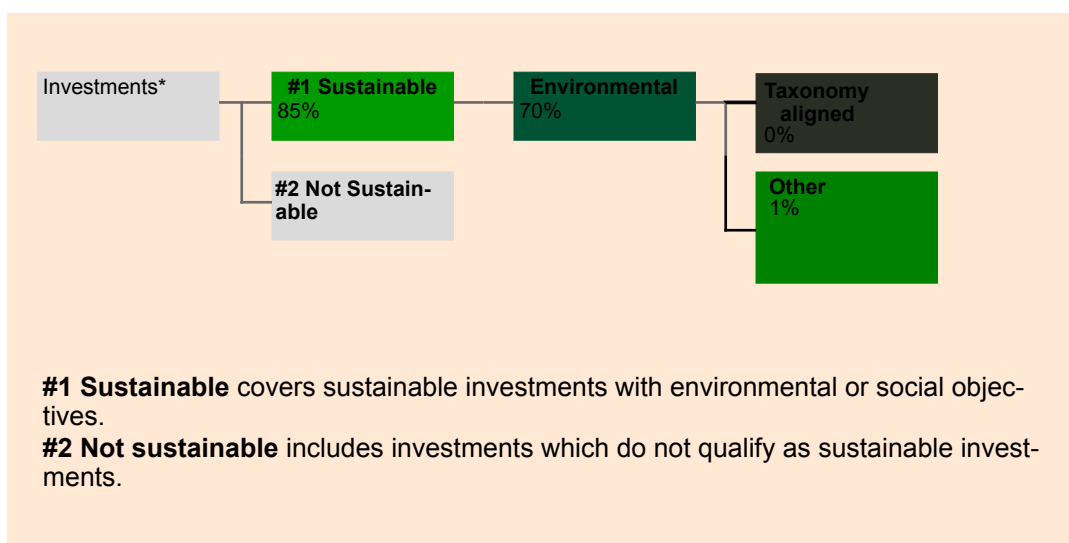 Investments*
#1 Sustainable
85%
Environmental
70%
Taxonomy
aligned
0%
#2 Not Sustain-
able
Other
1%
#1 Sustainable covers sustainable investments with environmental or social objec-
tives.
#2 Not sustainable includes investments which do not qualify as sustainable invest-
ments.